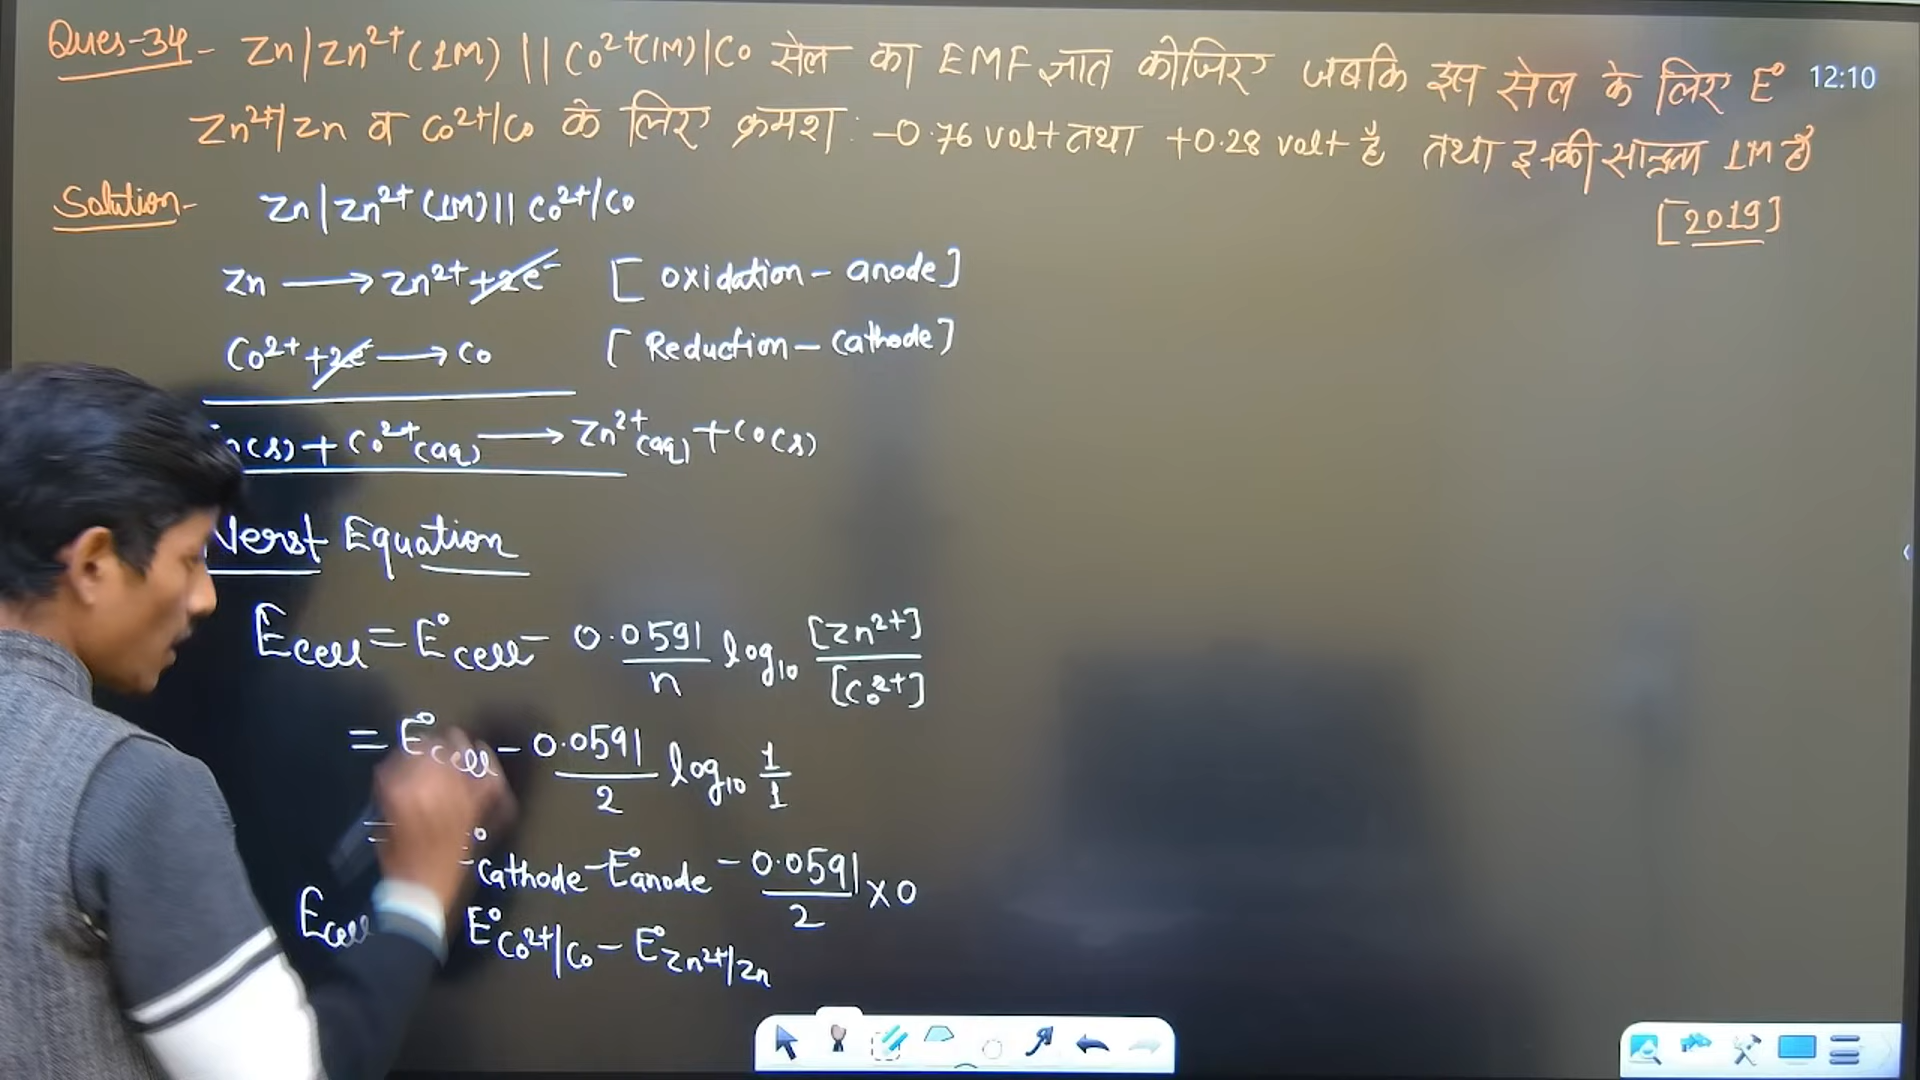 Ques-34- Zn|Zn²⁺(1M) || Co²⁺(1M)|Co सेल का EMF ज्ञात कीजिए जबकि इस सेल के लिए E° 12:10
Zn²⁺/Zn व Co²⁺/Co के लिए क्रमश: -0.76 volt तथा +0.28 volt है तथा इनकी सान्द्रता 1M है
[2019]
Solution- Zn|Zn²⁺(1M)|| Co²⁺/Co
Zn ⟶ Zn²⁺+2e⁻ [oxidation-anode]
Co²⁺+2e⁻ ⟶ Co [Reduction-Cathode]
(s)+Co²⁺(aq) ⟶ Zn²⁺(aq)+Co(s)
Nerst Equation
Ecell = E°cell - 0.0591/n log₁₀ [Zn²⁺]/[Co²⁺]
= E°cell - 0.0591/2 log₁₀ 1/1
= °cathode - E°anode - 0.0591/2 ×0
Ecell E°Co²⁺/Co - E°Zn²⁺/Zn